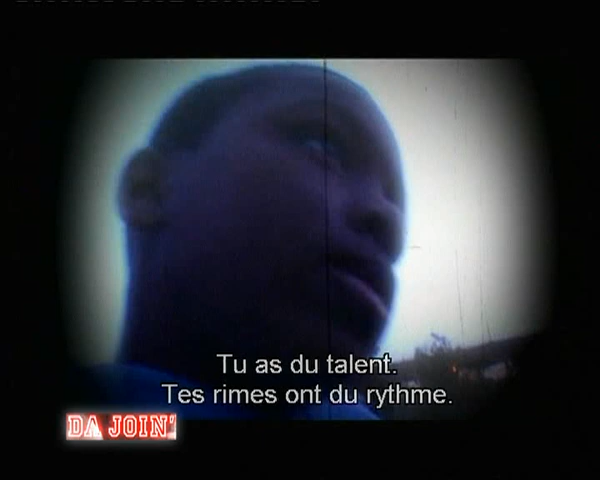 Tu as du talent.
Tes rimes ont du rythme.
DA JOIN'